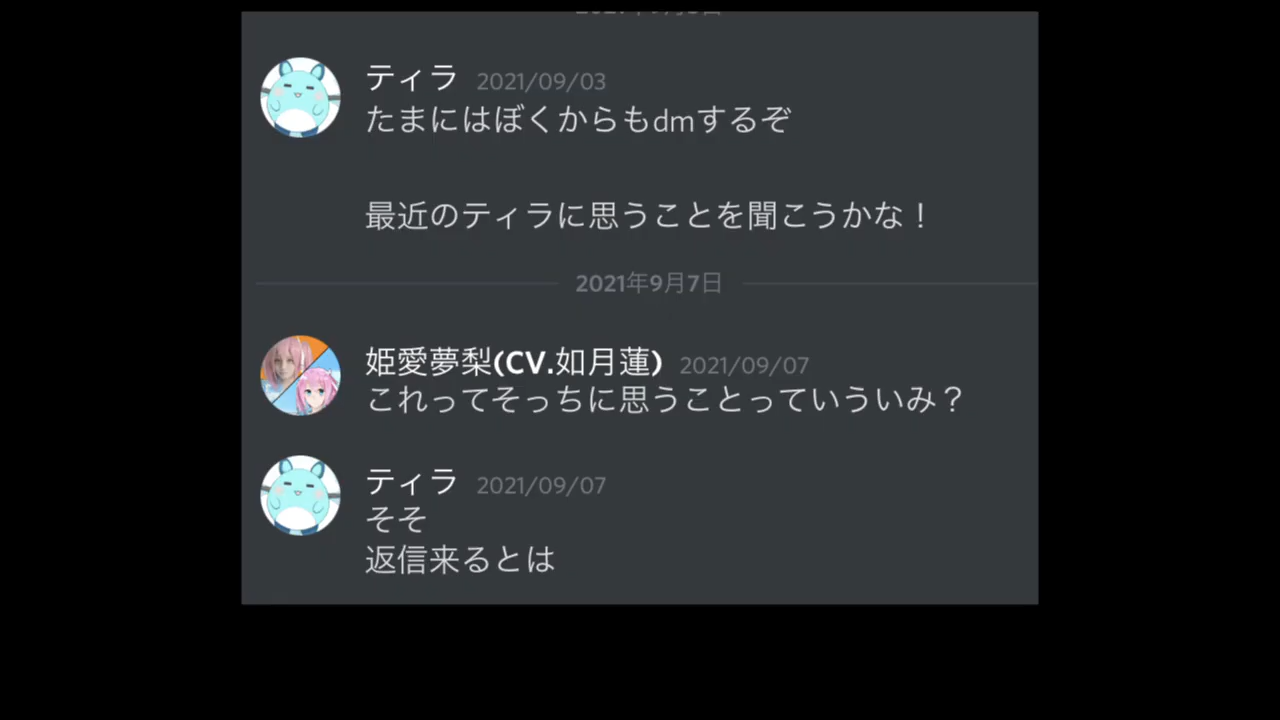 ティラ 2021/09/03
たまにはぼくからもdmするぞ
最近のティラに思うことを聞こうかな！
2021年9月7日
姫愛夢梨(CV.如月蓮) 2021/09/07
これってそっちに思うことっていういみ？
ティラ 2021/09/07
そそ
返信来るとは